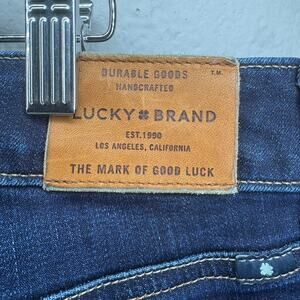 DURABLE GOODS T.M.
HANDCRAFTED
LUCKY BRAND
EST. 1990
LOS ANGELES, CALIFORNIA
THE MARK OF GOOD LUCK